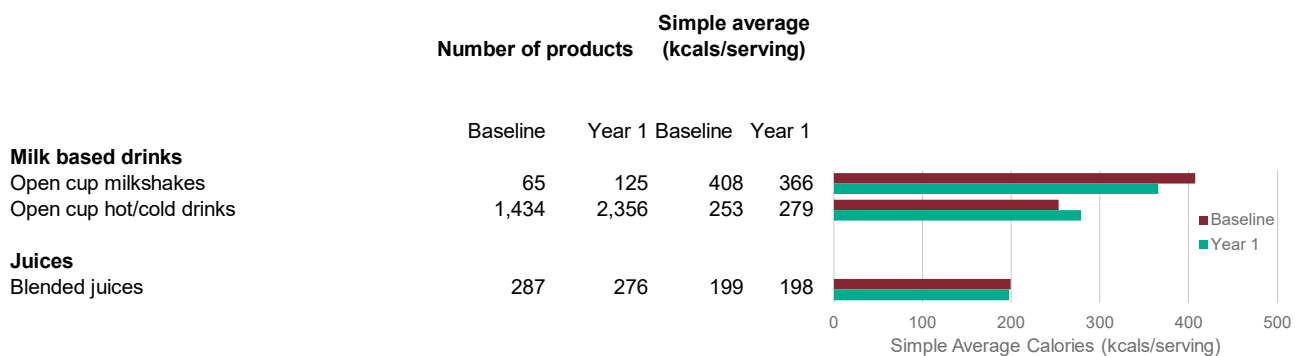 Simple average
Number of products (kcals/serving)
Baseline Year 1 Baseline Year 1
Milk based drinks
Open cup milkshakes 65 125 408 366
Open cup hot/cold drinks 1,434 2,356 253 279
Baseline
Year 1
Juices
Blended juices 287 276 199 198
0 100 200 300 400 500
Simple Average Calories (kcals/serving)